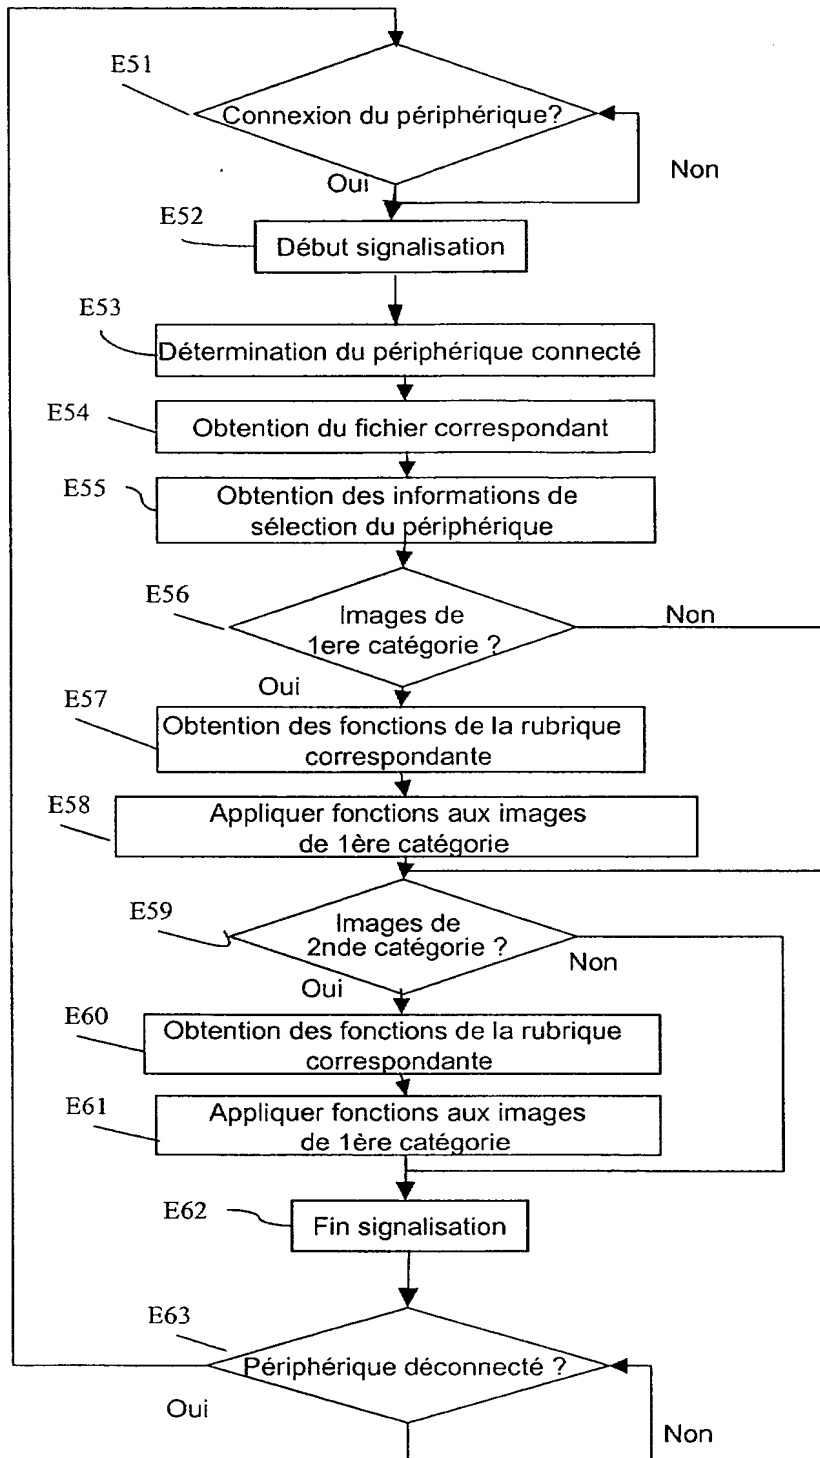 E51
Connexion du périphérique?
Non
Oui
E52
Début signalisation
E53
Détermination du périphérique connecté
E54
Obtention du fichier correspondant
E55
Obtention des informations de
sélection du périphérique
E56
Images de
1ere catégorie ?
Non
Oui
E57
Obtention des fonctions de la rubrique
correspondante
E58
Appliquer fonctions aux images
de 1ère catégorie
E59
Images de
2nde catégorie ?
Non
Oui
E60
Obtention des fonctions de la rubrique
correspondante
E61
Appliquer fonctions aux images
de 1ère catégorie
E62
Fin signalisation
E63
Périphérique déconnecté ?
Oui
Non